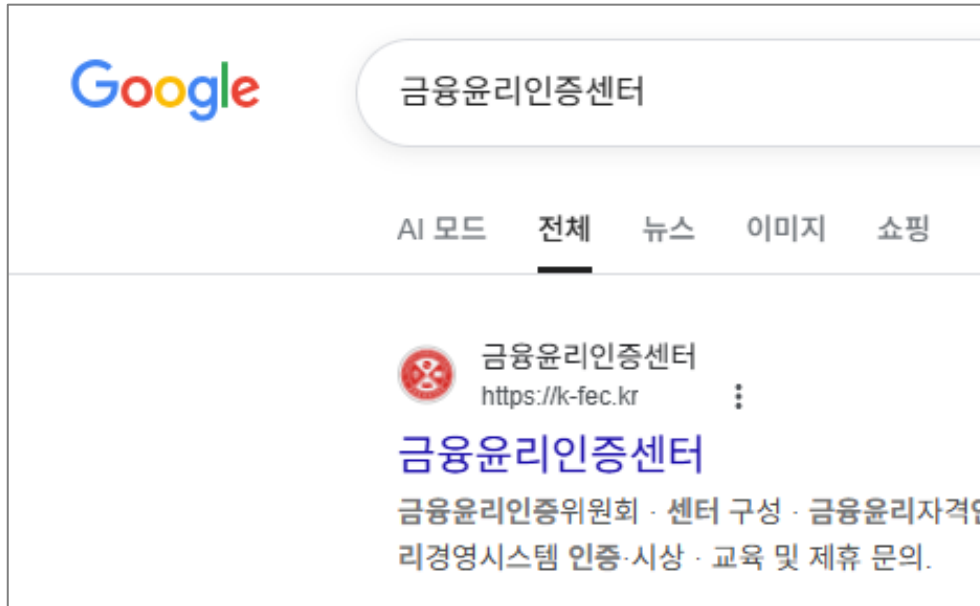 Google
금융윤리인증센터
AI 모드 전체 뉴스 이미지 쇼핑
금융윤리인증센터
https://k-fec.kr
금융윤리인증센터
금융윤리인증위원회 · 센터 구성 · 금융윤리자격
리경영시스템 인증·시상 · 교육 및 제휴 문의.